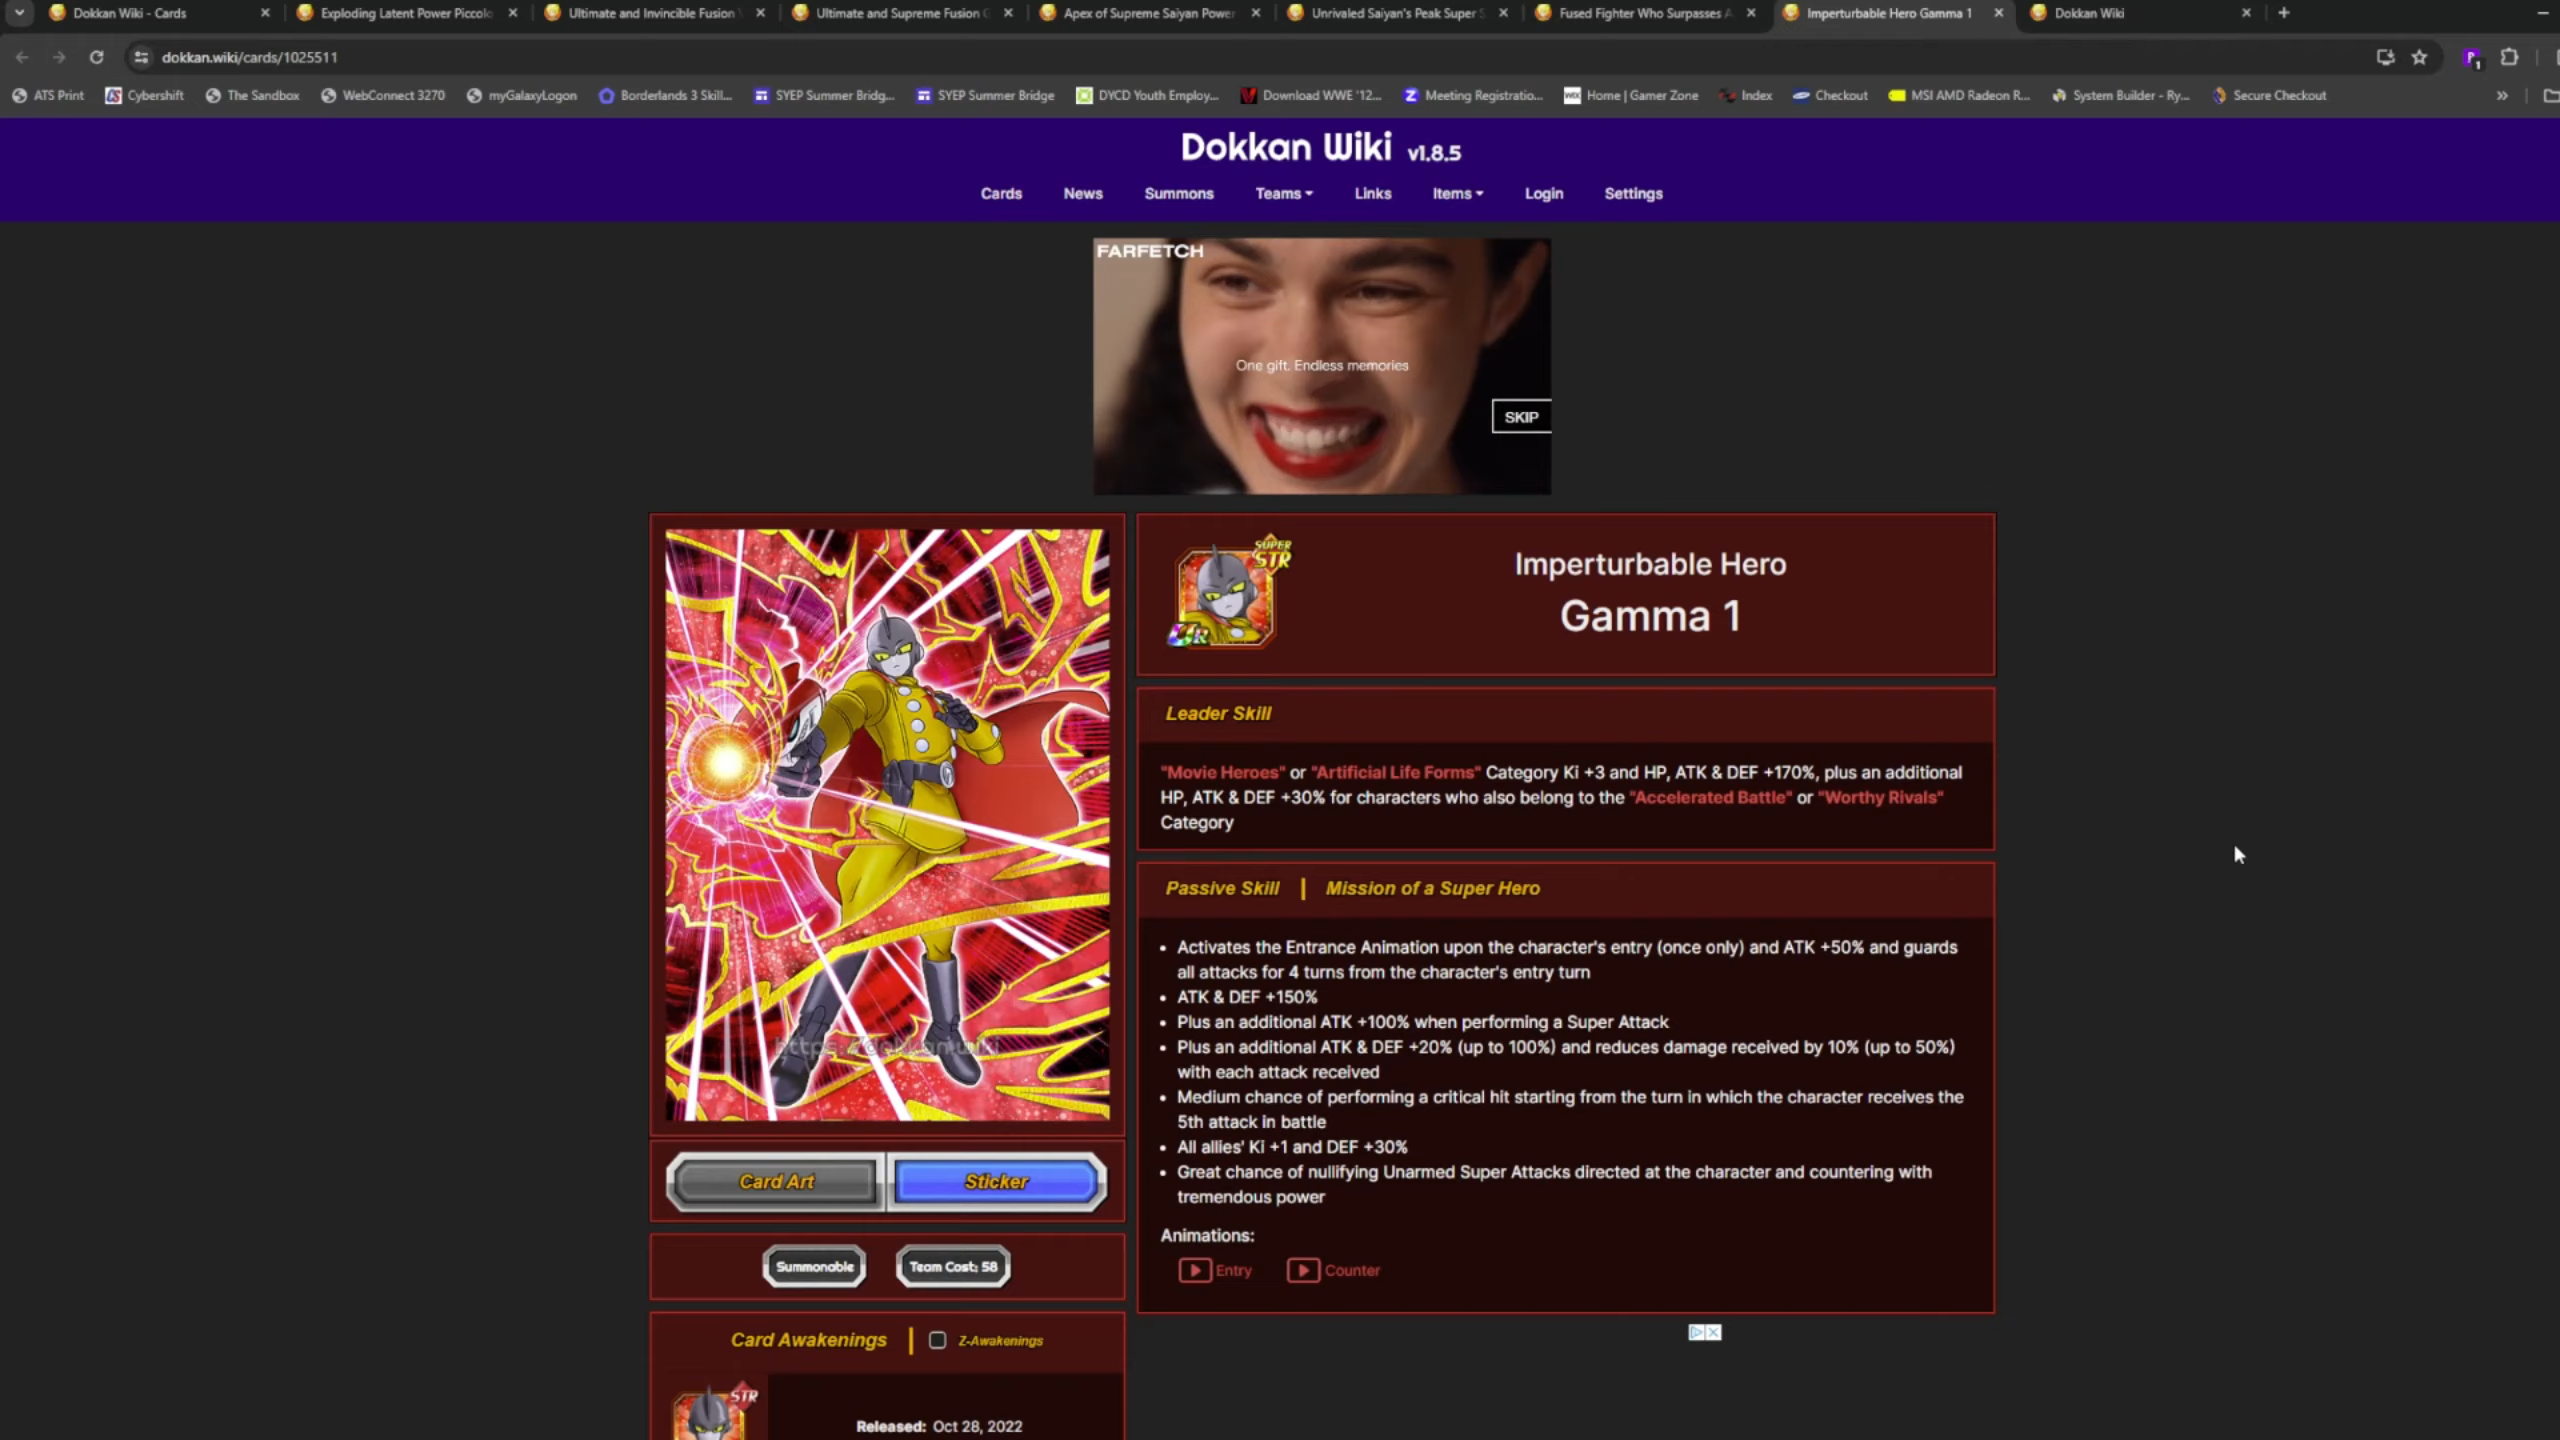 Dokkan Wiki - Cards
Exploding Latent Power Piccolo
Ultimate and Invincible Fusion
Ultimate and Supreme Fusion
Apex of Supreme Saiyan Power
Unrivaled Saiyan's Peak Super S
Fused Fighter Who Surpasses A
Imperturbable Hero Gamma 1
Dokkan Wiki
dokkan.wiki/cards/1025511
ATS Print
Cybershift
The Sandbox
WebConnect 3270
myGalaxyLogon
Borderlands 3 Skill...
SYEP Summer Bridg...
SYEP Summer Bridge
DYCD Youth Employ...
Download WWE '12...
Meeting Registratio...
Home | Gamer Zone
Index
Checkout
MSI AMD Radeon R...
System Builder - Ry...
Secure Checkout
Dokkan Wiki v1.8.5
Cards News Summons Teams Links Items Login Settings
FARFETCH
One gift. Endless memories
SKIP
SUPER
STR
UR
Imperturbable Hero
Gamma 1
Leader Skill
"Movie Heroes" or "Artificial Life Forms" Category Ki +3 and HP, ATK & DEF +170%, plus an additional
HP, ATK & DEF +30% for characters who also belong to the "Accelerated Battle" or "Worthy Rivals"
Category
Passive Skill | Mission of a Super Hero
• Activates the Entrance Animation upon the character's entry (once only) and ATK +50% and guards
all attacks for 4 turns from the character's entry turn
• ATK & DEF +150%
• Plus an additional ATK +100% when performing a Super Attack
• Plus an additional ATK & DEF +20% (up to 100%) and reduces damage received by 10% (up to 50%)
with each attack received
• Medium chance of performing a critical hit starting from the turn in which the character receives the
5th attack in battle
• All allies' Ki +1 and DEF +30%
• Great chance of nullifying Unarmed Super Attacks directed at the character and countering with
tremendous power
Animations:
Entry Counter
https://dokkan.wiki
Card Art Sticker
Summonable Team Cost: 58
Card Awakenings | Z-Awakenings
STR
Released: Oct 28, 2022